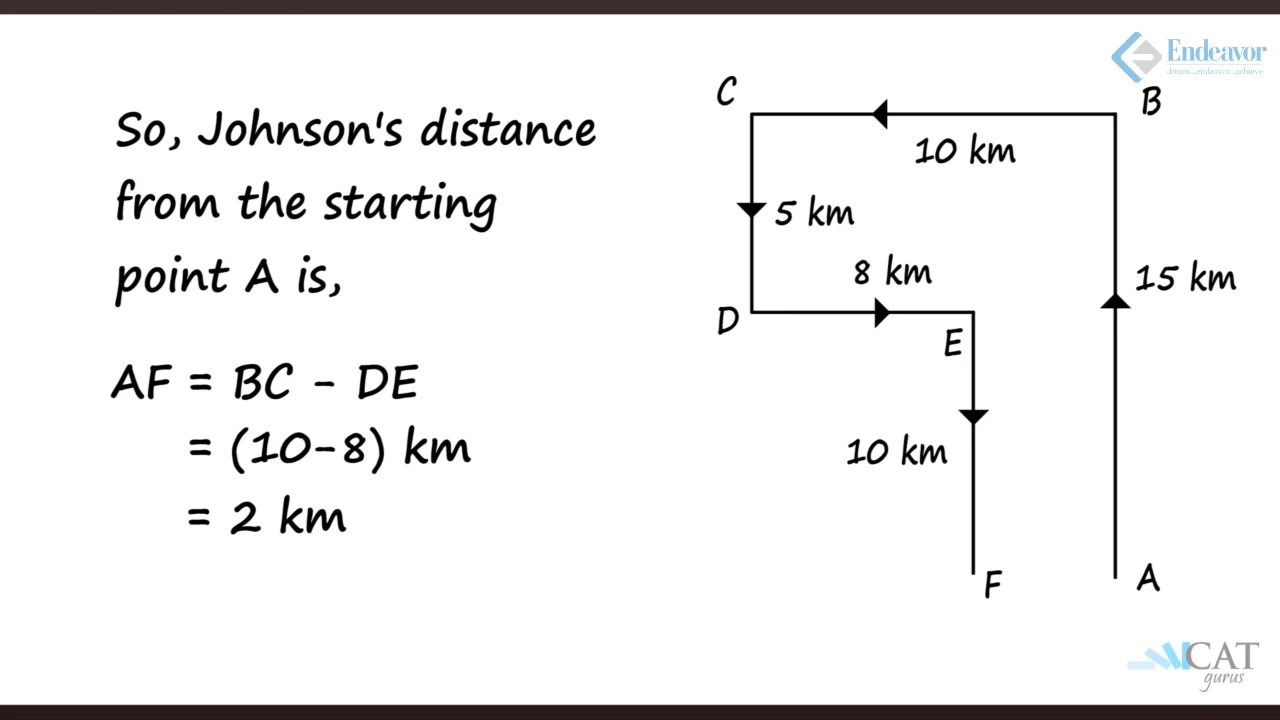 So, Johnson's distance
from the starting
point A is,
AF = BC - DE
= (10-8) km
= 2 km
C
B
10 km
5 km
8 km
15 km
D
E
10 km
F
A
Endeavor
dream...endeavor...achieve
CAT
gurus